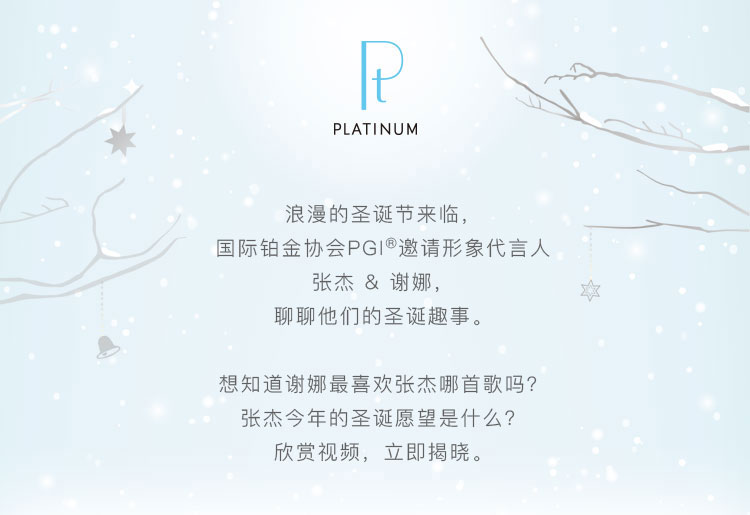 Pt
PLATINUM
浪漫的圣诞节来临，
国际铂金协会PGI®邀请形象代言人
张杰 & 谢娜，
聊聊他们的圣诞趣事。
想知道谢娜最喜欢张杰哪首歌吗？
张杰今年的圣诞愿望是什么？
欣赏视频，立即揭晓。